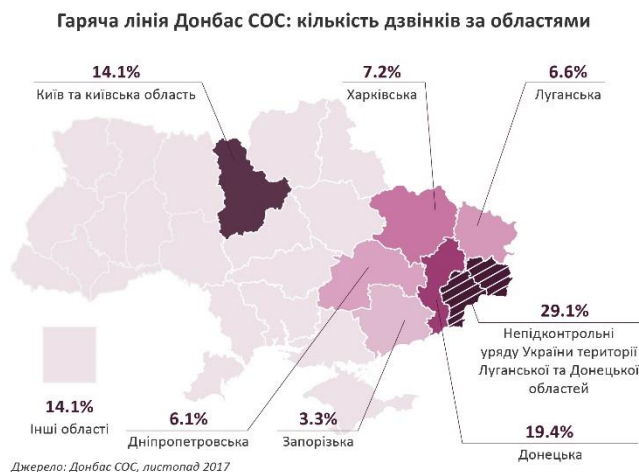 Гаряча лінія Донбас СОС: кількість дзвінків за областями
14.1%
Київ та київська область
7.2%
Харківська
6.6%
Луганська
29.1%
Непідконтрольні
уряду України території
Луганської та Донецької
областей
14.1%
Інші області
6.1%
Дніпропетровська
3.3%
Запорізька
19.4%
Донецька
Джерело: Донбас СОС, листопад 2017